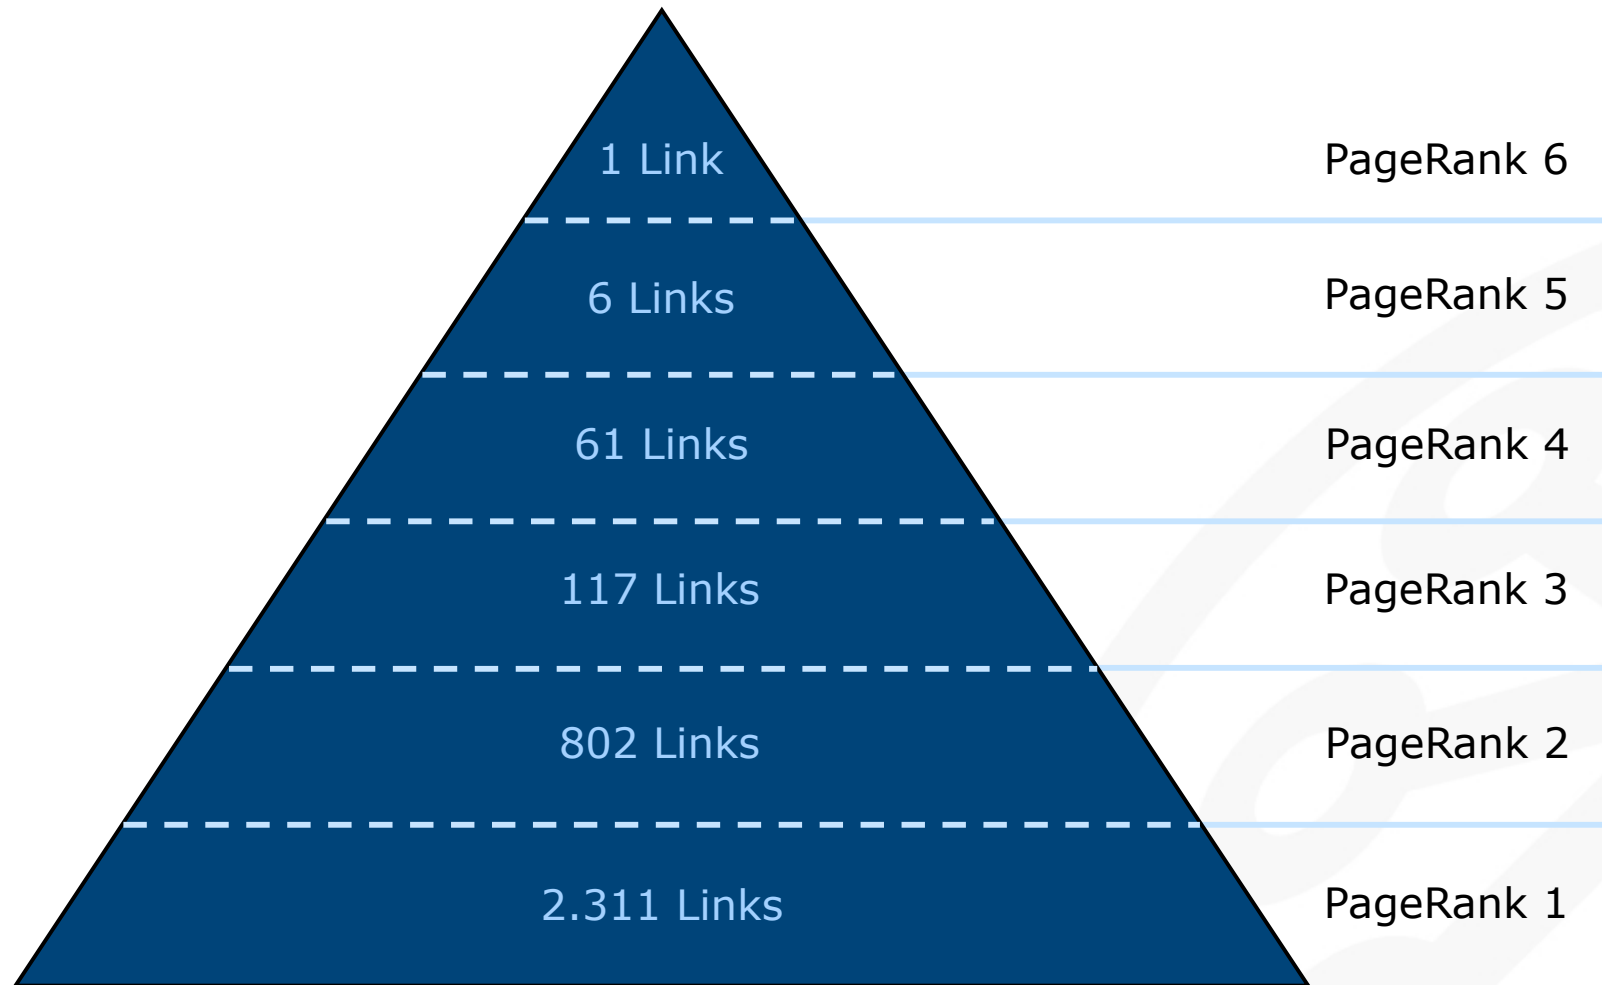 1 Link PageRank 6
6 Links PageRank 5
61 Links PageRank 4
117 Links PageRank 3
802 Links PageRank 2
2.311 Links PageRank 1